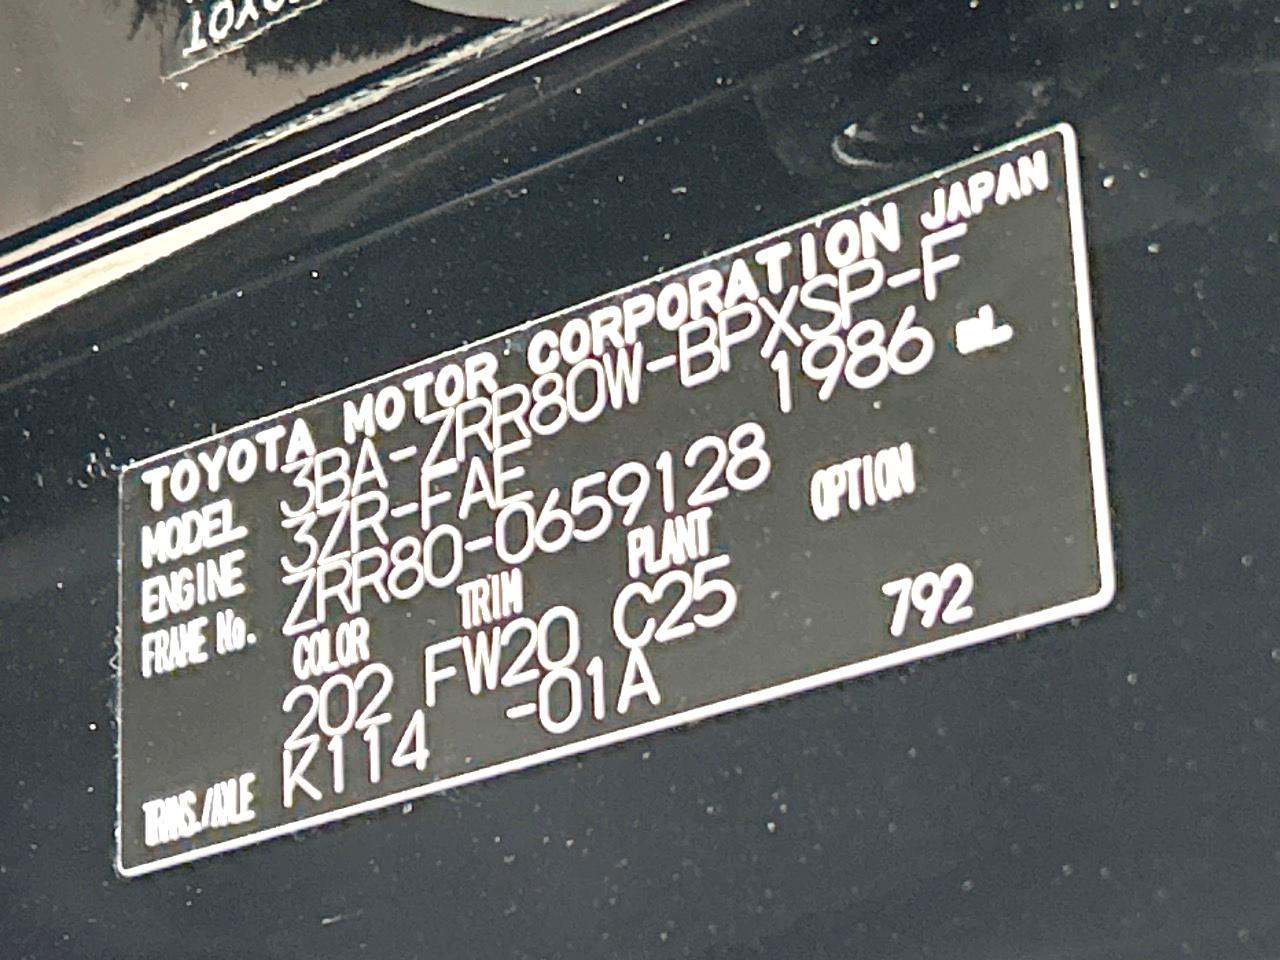 TOYOTA MOTOR CORPORATION JAPAN
MODEL 3BA-ZRR80W-BPXSP-F
ENGINE 3ZR-FAE 1986 mL
FRAME No. ZRR80-0659128
COLOR TRIM PLANT OPTION
202 FW20 C25 792
TRANS./AXLE K114 -01A